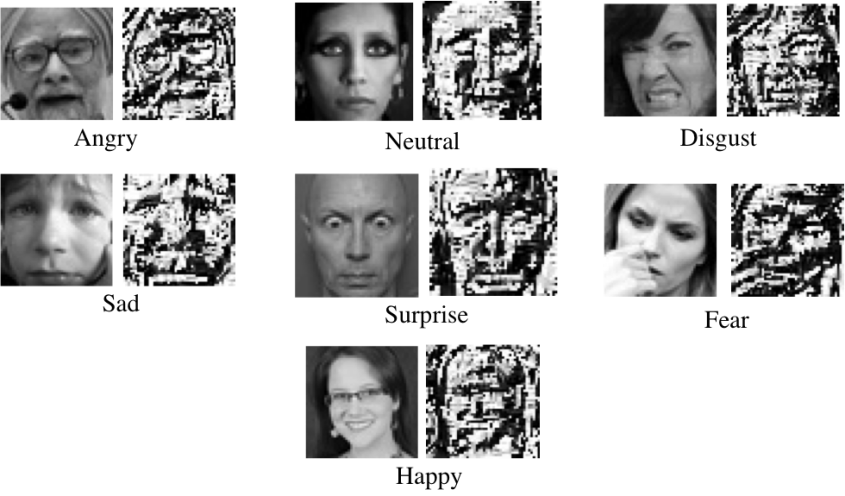 Angry
Neutral
Disgust
Sad
Surprise
Fear
Happy